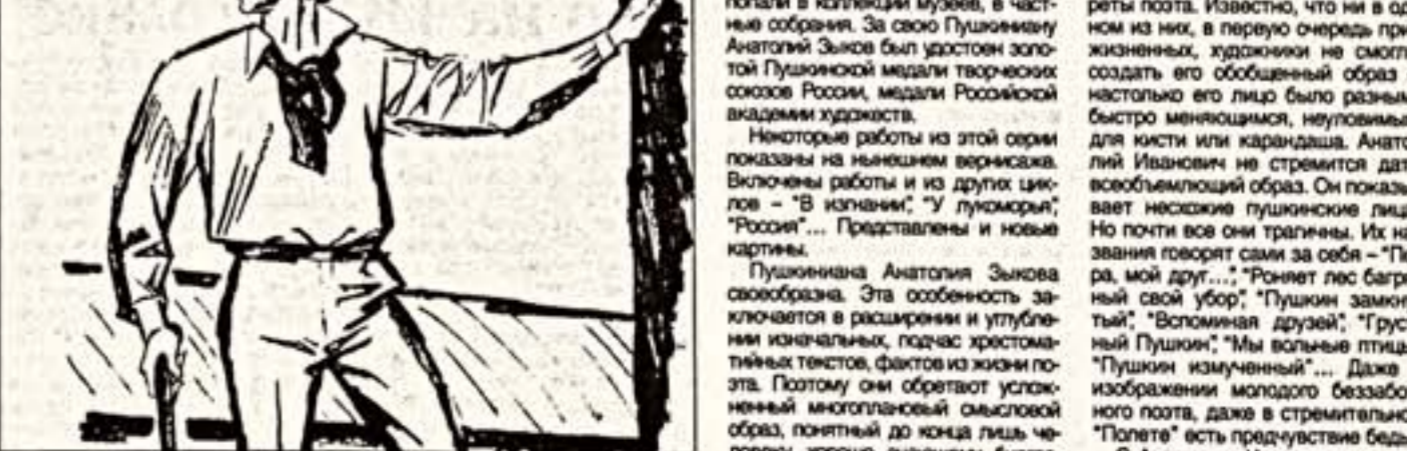 попали в коллекции музеев, в част-
ные собрания. За свою Пушкиниану
Анатолий Зыков был удостоен золо-
той Пушкинской медали творческих
союзов России, медали Российской
академии художеств.
Некоторые работы из этой серии
показаны на нынешнем вернисаже.
Включены работы и из других цик-
лов – "В изгнании", "У лукоморья",
"Россия"... Представлены и новые
картины.
Пушкиниана Анатолия Зыкова
своеобразна. Эта особенность за-
ключается в расширении и углубле-
нии изначальных, подчас хрестома-
тийных текстов, фактов из жизни по-
эта. Поэтому они обретают услож-
ненный многоплановый смысловой
образ, понятный до конца лишь че-
реты поэта. Известно, что ни в од
ном из них, в первую очередь при
жизненных, художники не смогл
создать его обобщенный образ
настолько его лицо было разным
быстро меняющимся, неуловимы
для кисти или карандаша. Анато
лий Иванович не стремится дат
всеобъемлющий образ. Он показы
вает несхожие пушкинские лиц
Но почти все они трагичны. Их на
звания говорят сами за себя – "По
ра, мой друг...", "Роняет лес багря
ный свой убор", "Пушкин замкну
тый", "Вспоминая друзей", "Грус
ный Пушкин", "Мы вольные птицы
"Пушкин измученный"... Даже
изображении молодого беззабо
ного поэта, даже в стремительно
"Полете" есть предчувствие беды